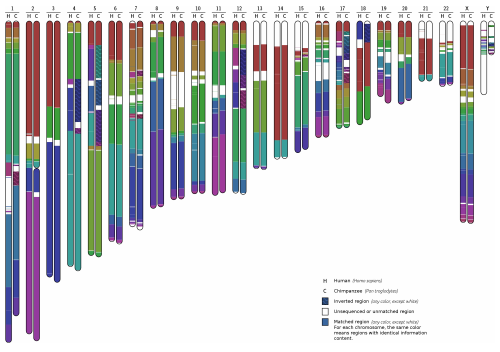 1 2 3 4 5 6 7 8 9 10 11 12 13 14 15 16 17 18 19 20 21 22 X Y
H C H C H C H C H C H C H C H C H C H C H C H C H C H C H C H C H C H C H C H C H C H C H C H C
H Human (Homo sapiens)
C Chimpanzee (Pan troglodytes)
Inverted region (any color, except white)
Unsequenced or unmatched region
Matched region (any color, except white)
For each chromosome, the same color
means regions with identical information
content.